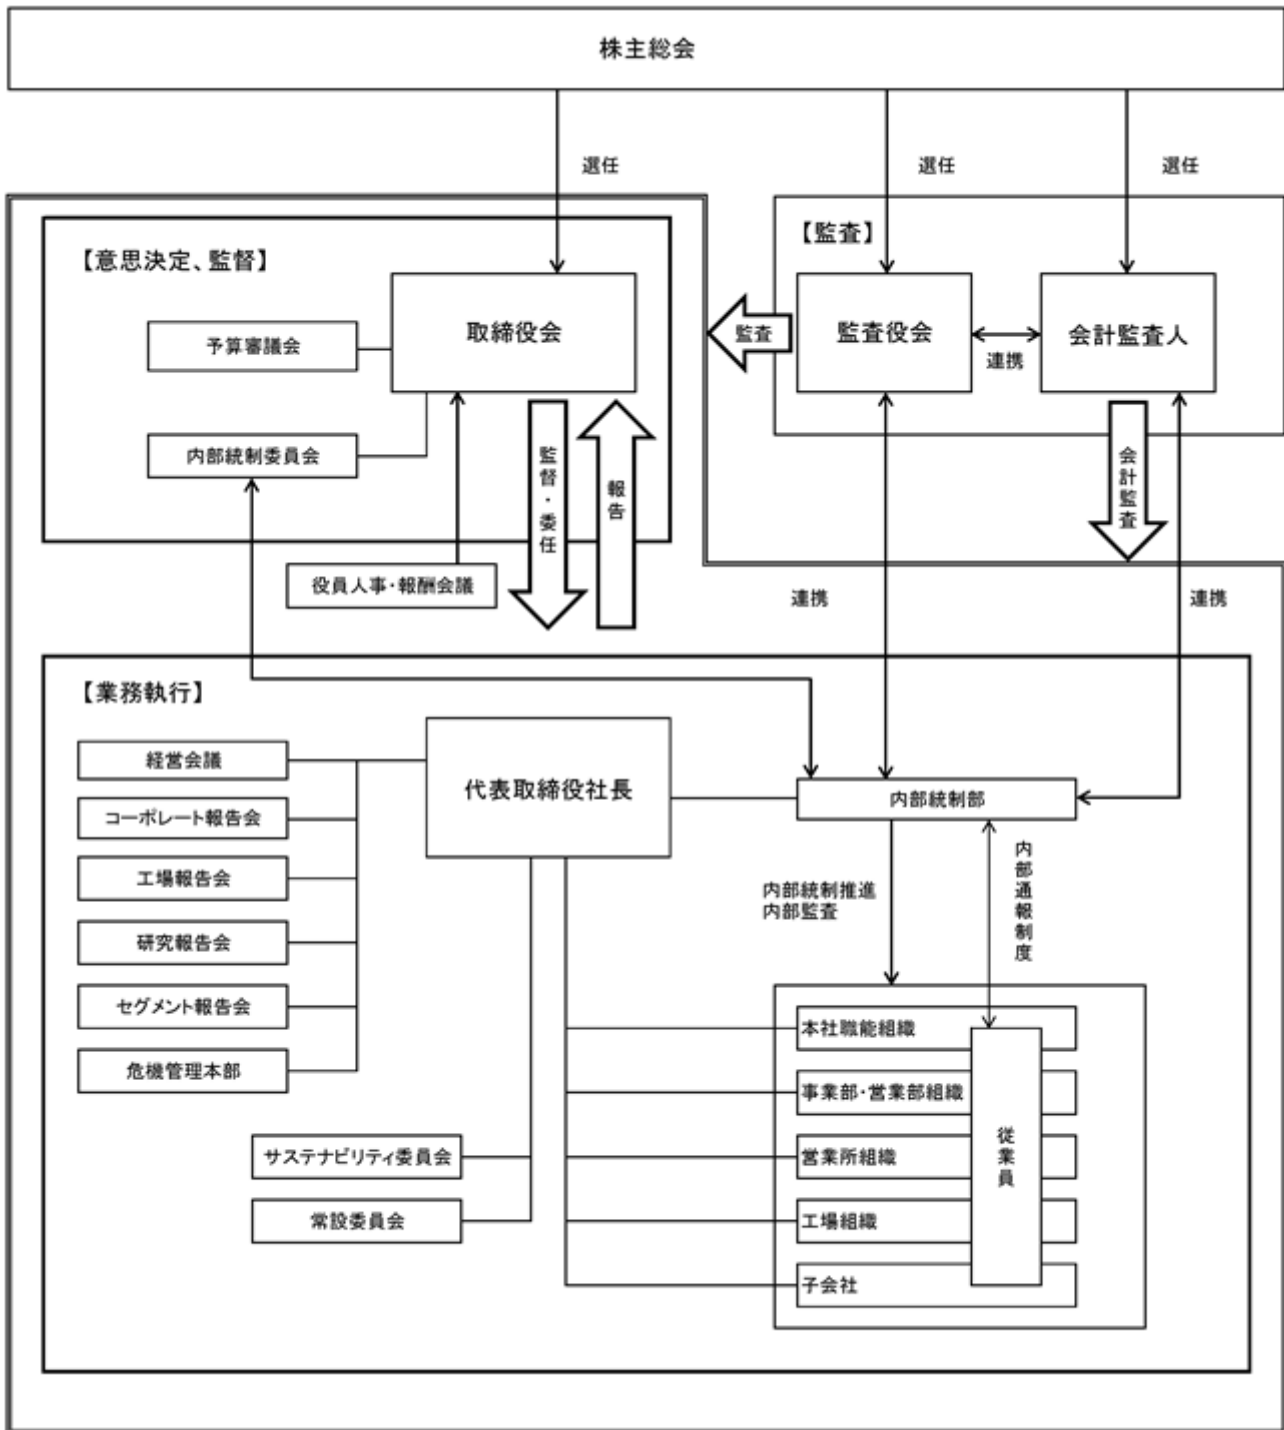 株主総会
選任
選任
選任
【意思決定、監督】
取締役会
予算審議会
内部統制委員会
役員人事・報酬会議
監督・委任
報告
【監査】
監査
監査役会
連携
会計監査人
会計監査
連携
連携
【業務執行】
代表取締役社長
経営会議
コーポレート報告会
工場報告会
研究報告会
セグメント報告会
危機管理本部
サステナビリティ委員会
常設委員会
内部統制部
内部統制推進
内部監査
内部通報制度
本社職能組織
事業部・営業部組織
営業所組織
工場組織
子会社
従業員